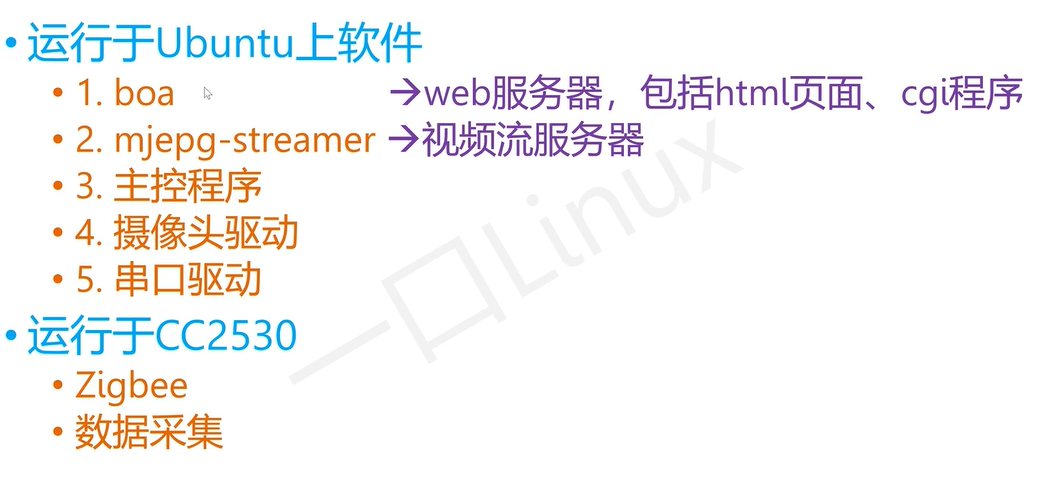 • 运行于Ubuntu上软件
• 1. boa →web服务器，包括html页面、cgi程序
• 2. mjepg-streamer →视频流服务器
• 3. 主控程序
• 4. 摄像头驱动
• 5. 串口驱动
• 运行于CC2530
• Zigbee
• 数据采集
一口Linux